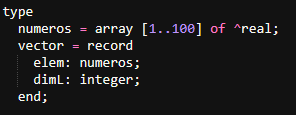 type
numeros = array [1..100] of ^real;
vector = record
elem: numeros;
dimL: integer;
end;